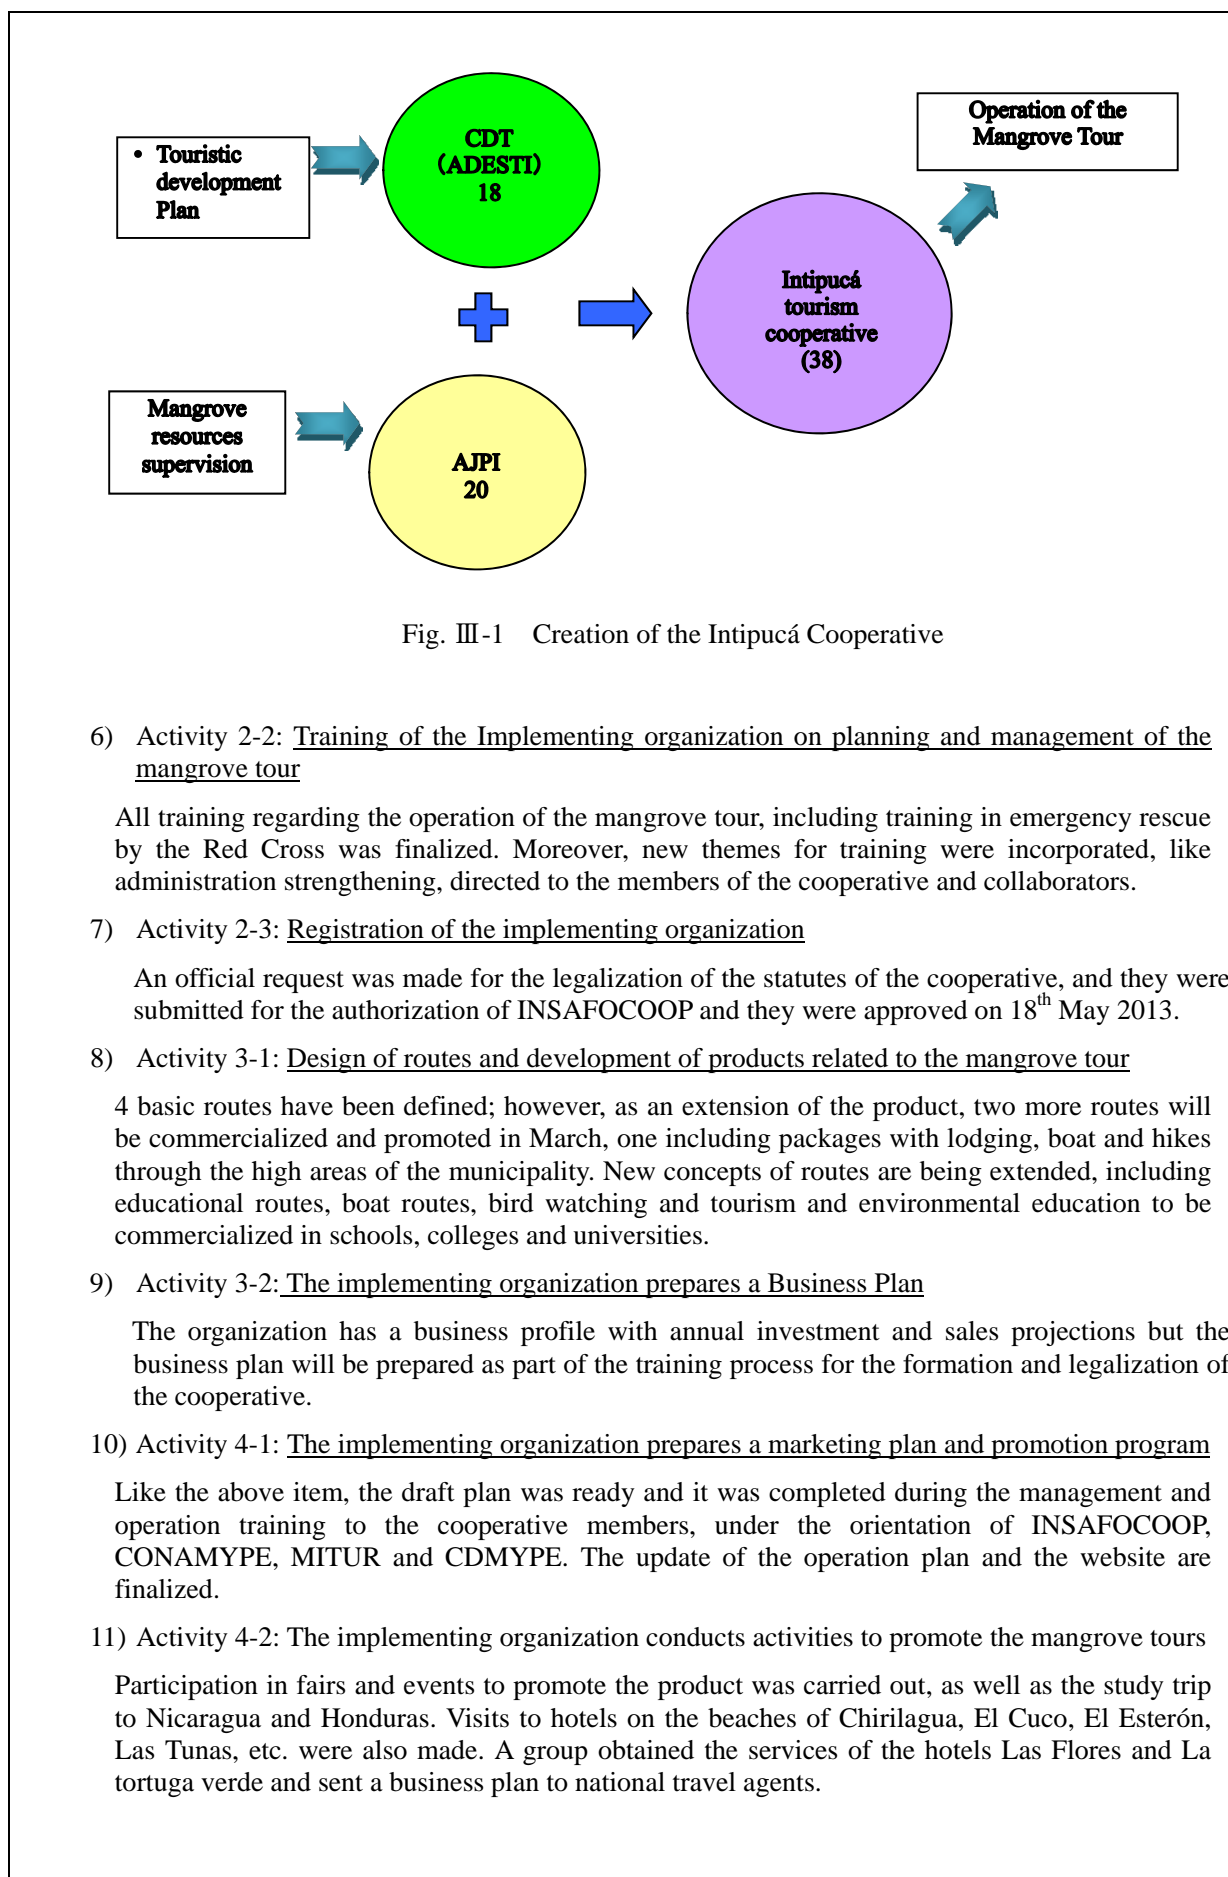 • Touristic
development
Plan
CDT
(ADESTI)
18
Operation of the
Mangrove Tour
Intipucá
tourism
cooperative
(38)
Mangrove
resources
supervision
AJPI
20
Fig. Ⅲ-1 Creation of the Intipucá Cooperative
6) Activity 2-2: Training of the Implementing organization on planning and management of the
mangrove tour
All training regarding the operation of the mangrove tour, including training in emergency rescue
by the Red Cross was finalized. Moreover, new themes for training were incorporated, like
administration strengthening, directed to the members of the cooperative and collaborators.
7) Activity 2-3: Registration of the implementing organization
An official request was made for the legalization of the statutes of the cooperative, and they were
submitted for the authorization of INSAFOCOOP and they were approved on 18th May 2013.
8) Activity 3-1: Design of routes and development of products related to the mangrove tour
4 basic routes have been defined; however, as an extension of the product, two more routes will
be commercialized and promoted in March, one including packages with lodging, boat and hikes
through the high areas of the municipality. New concepts of routes are being extended, including
educational routes, boat routes, bird watching and tourism and environmental education to be
commercialized in schools, colleges and universities.
9) Activity 3-2: The implementing organization prepares a Business Plan
The organization has a business profile with annual investment and sales projections but the
business plan will be prepared as part of the training process for the formation and legalization of
the cooperative.
10) Activity 4-1: The implementing organization prepares a marketing plan and promotion program
Like the above item, the draft plan was ready and it was completed during the management and
operation training to the cooperative members, under the orientation of INSAFOCOOP,
CONAMYPE, MITUR and CDMYPE. The update of the operation plan and the website are
finalized.
11) Activity 4-2: The implementing organization conducts activities to promote the mangrove tours
Participation in fairs and events to promote the product was carried out, as well as the study trip
to Nicaragua and Honduras. Visits to hotels on the beaches of Chirilagua, El Cuco, El Esterón,
Las Tunas, etc. were also made. A group obtained the services of the hotels Las Flores and La
tortuga verde and sent a business plan to national travel agents.